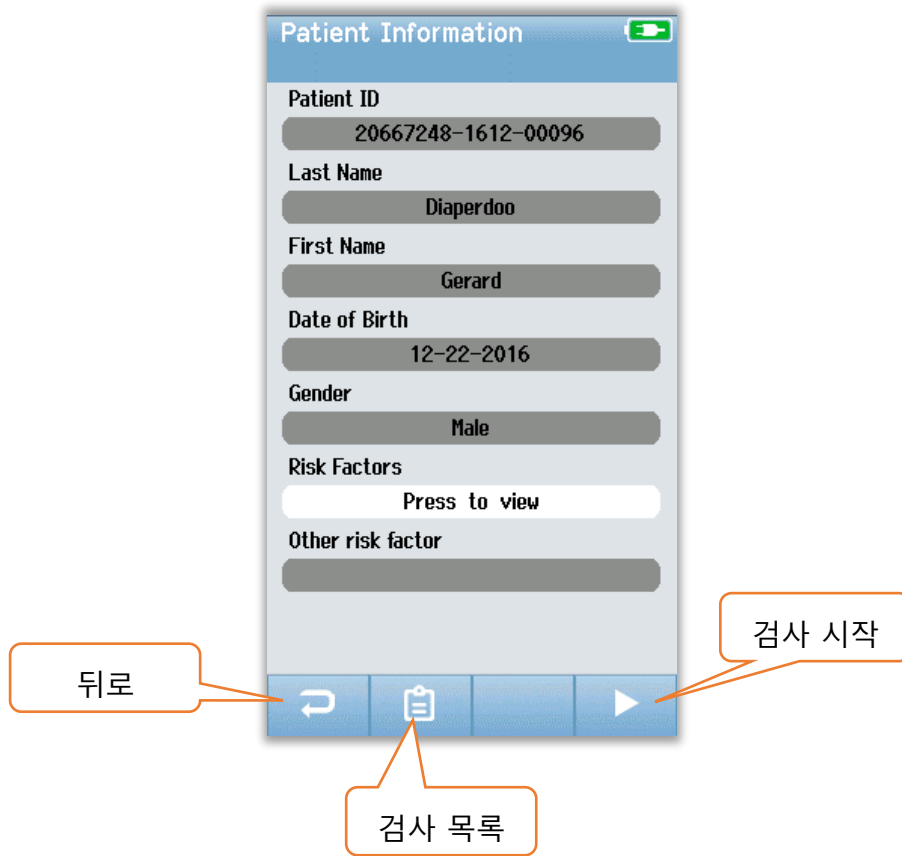 Patient Information
Patient ID
20667248-1612-00096
Last Name
Diaperdoo
First Name
Gerard
Date of Birth
12-22-2016
Gender
Male
Risk Factors
Press to view
Other risk factor
검사 시작
뒤로
검사 목록